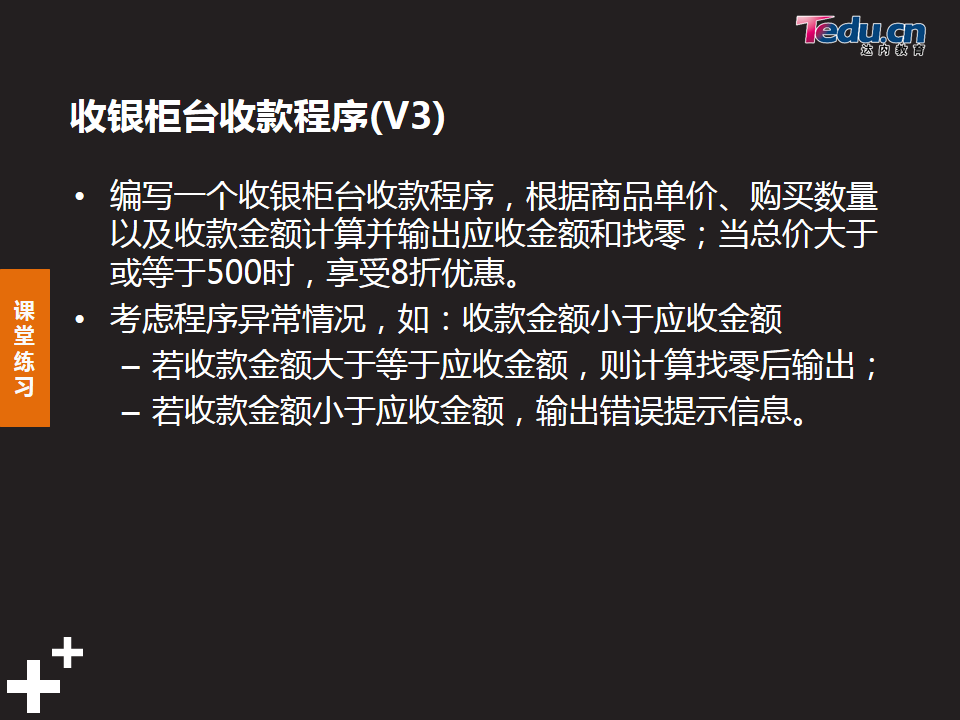 Tedu.cn
达内教育
收银柜台收款程序(V3)
• 编写一个收银柜台收款程序，根据商品单价、购买数量
以及收款金额计算并输出应收金额和找零；当总价大于
或等于500时，享受8折优惠。
• 考虑程序异常情况，如：收款金额小于应收金额
– 若收款金额大于等于应收金额，则计算找零后输出；
– 若收款金额小于应收金额，输出错误提示信息。
课堂练习